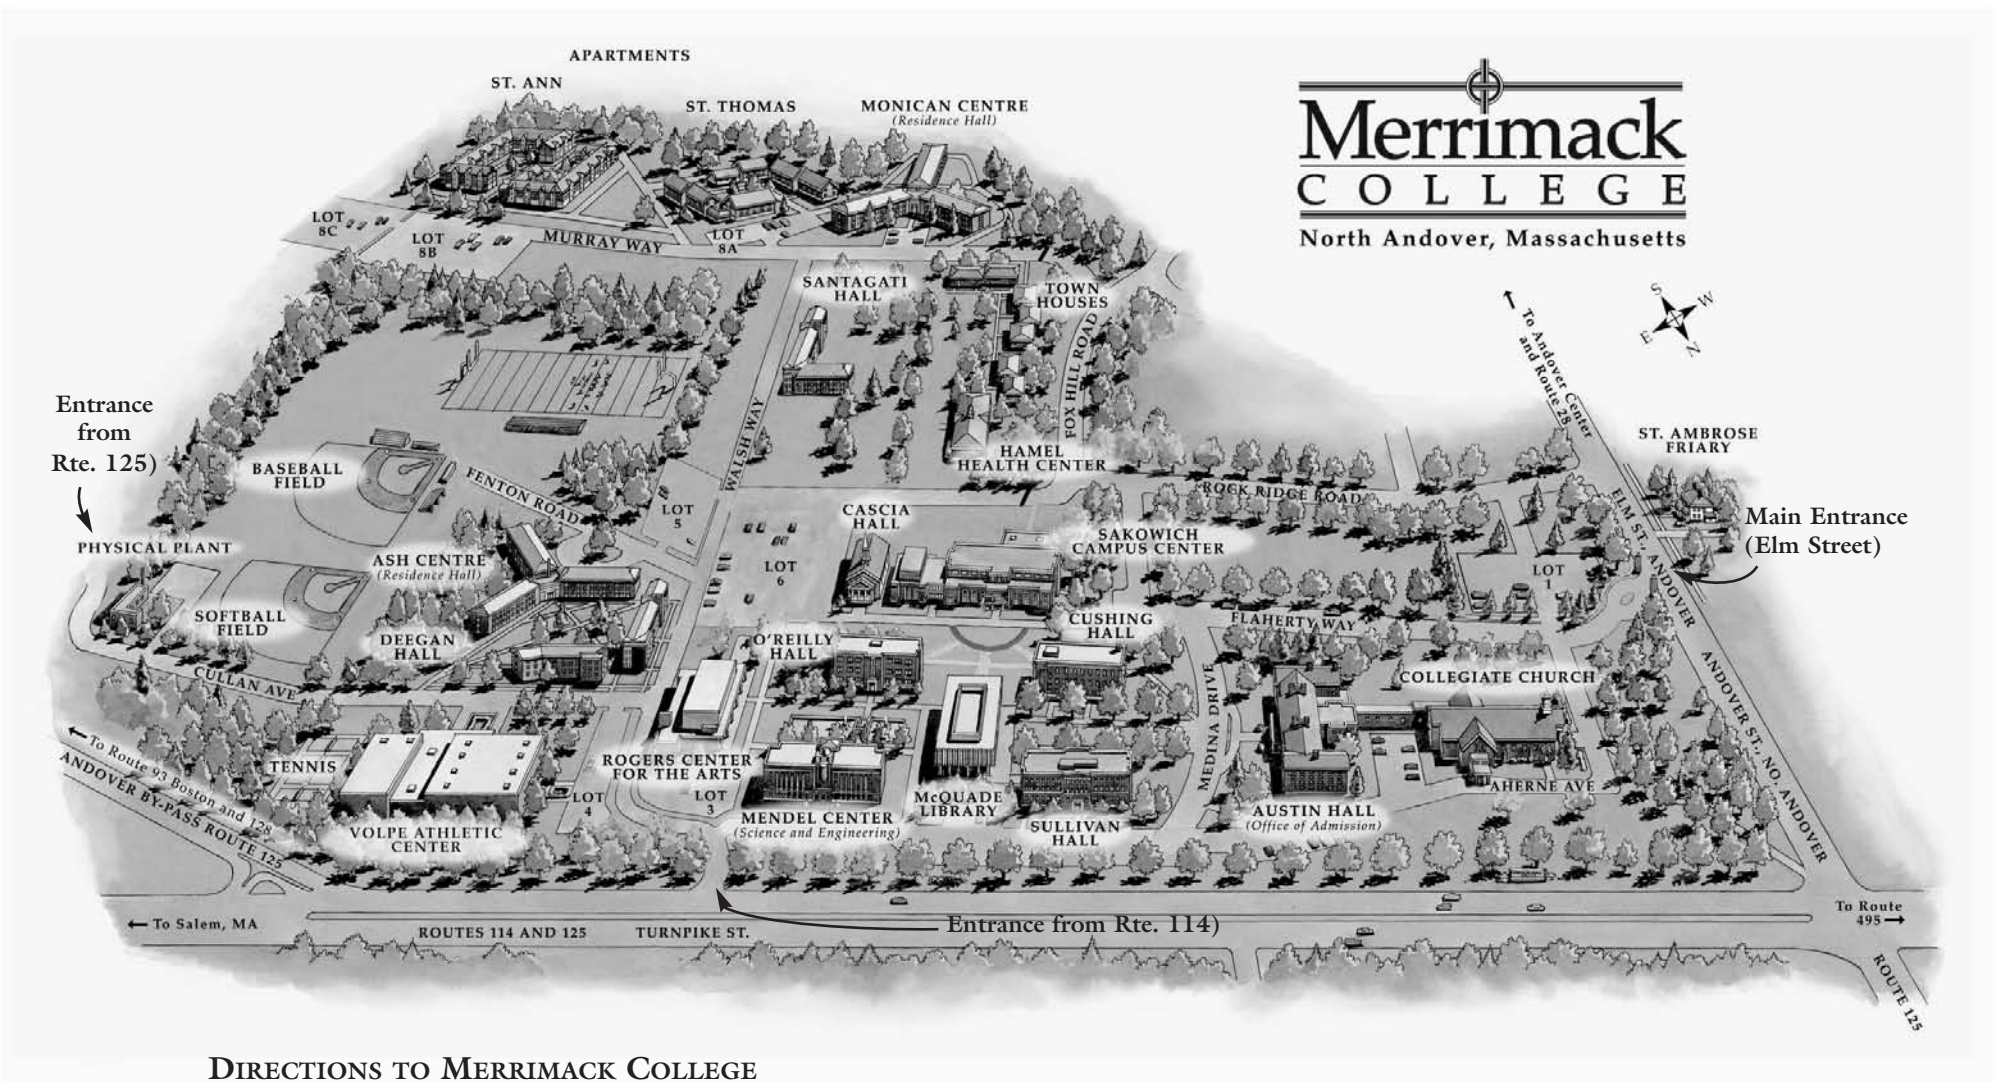 APARTMENTS
ST. ANN
ST. THOMAS
MONICAN CENTRE
(Residence Hall)
Merrimack
COLLEGE
North Andover, Massachusetts
LOT
8C
LOT
8B
MURRAY WAY
LOT
8A
SANTAGATI
HALL
TOWN
HOUSES
S
W
E
N
To Andover Center
and Route 28
FOX HILL ROAD
WALSH WAY
Entrance
from
Rte. 125)
BASEBALL
FIELD
FENTON ROAD
HAMEL
HEALTH CENTER
ST. AMBROSE
FRIARY
ROCK RIDGE ROAD
ELM ST., ANDOVER
LOT
5
CASCIA
HALL
SAKOWICH
CAMPUS CENTER
Main Entrance
(Elm Street)
PHYSICAL PLANT
ASH CENTRE
(Residence Hall)
LOT
6
LOT
1
SOFTBALL
FIELD
DEEGAN
HALL
O'REILLY
HALL
CUSHING
HALL
FLAHERTY WAY
CULLAN AVE
MEDINA DRIVE
COLLEGIATE CHURCH
ANDOVER ST., NO. ANDOVER
To Route 93 Boston and 128
ANDOVER BY-PASS ROUTE 125
TENNIS
ROGERS CENTER
FOR THE ARTS
LOT
4
LOT
3
VOLPE ATHLETIC
CENTER
MENDEL CENTER
(Science and Engineering)
McQUADE
LIBRARY
SULLIVAN
HALL
AUSTIN HALL
(Office of Admission)
AHERNE AVE
To Salem, MA
ROUTES 114 AND 125
TURNPIKE ST.
Entrance from Rte. 114)
To Route
495
ROUTE 125
DIRECTIONS TO MERRIMACK COLLEGE